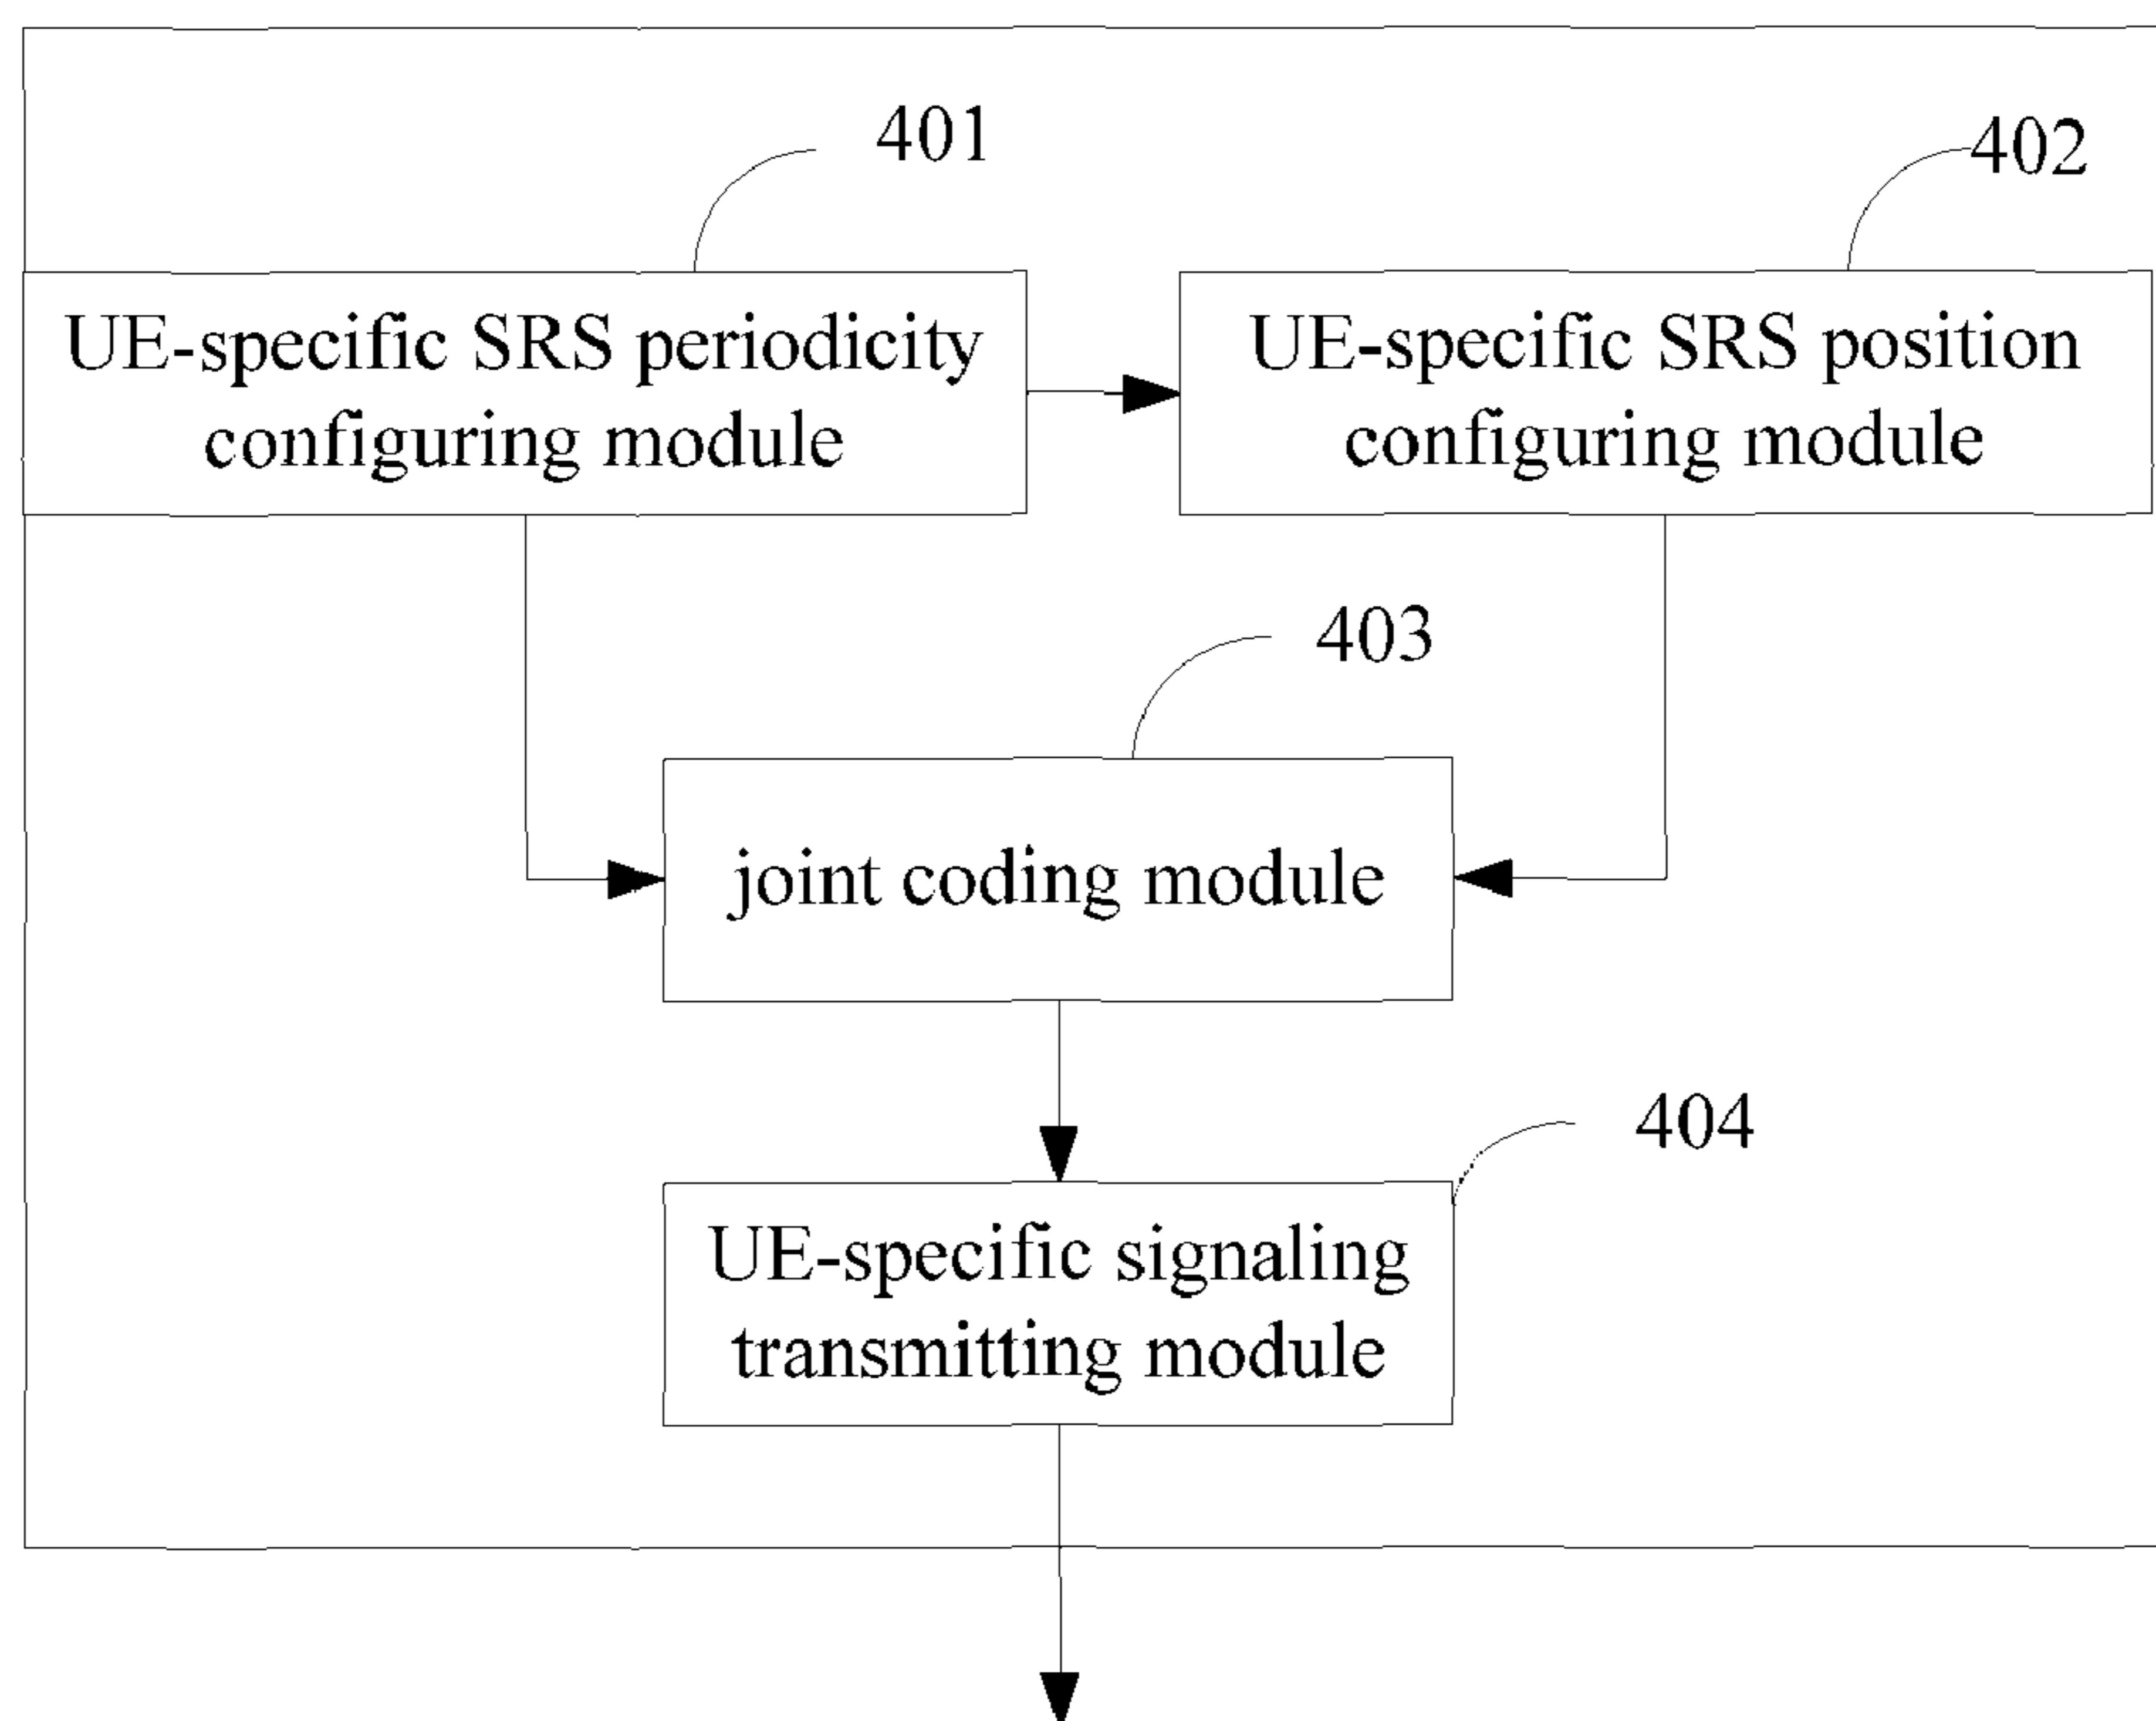 401
402
UE-specific SRS periodicity
configuring module
UE-specific SRS position
configuring module
403
joint coding module
404
UE-specific signaling
transmitting module